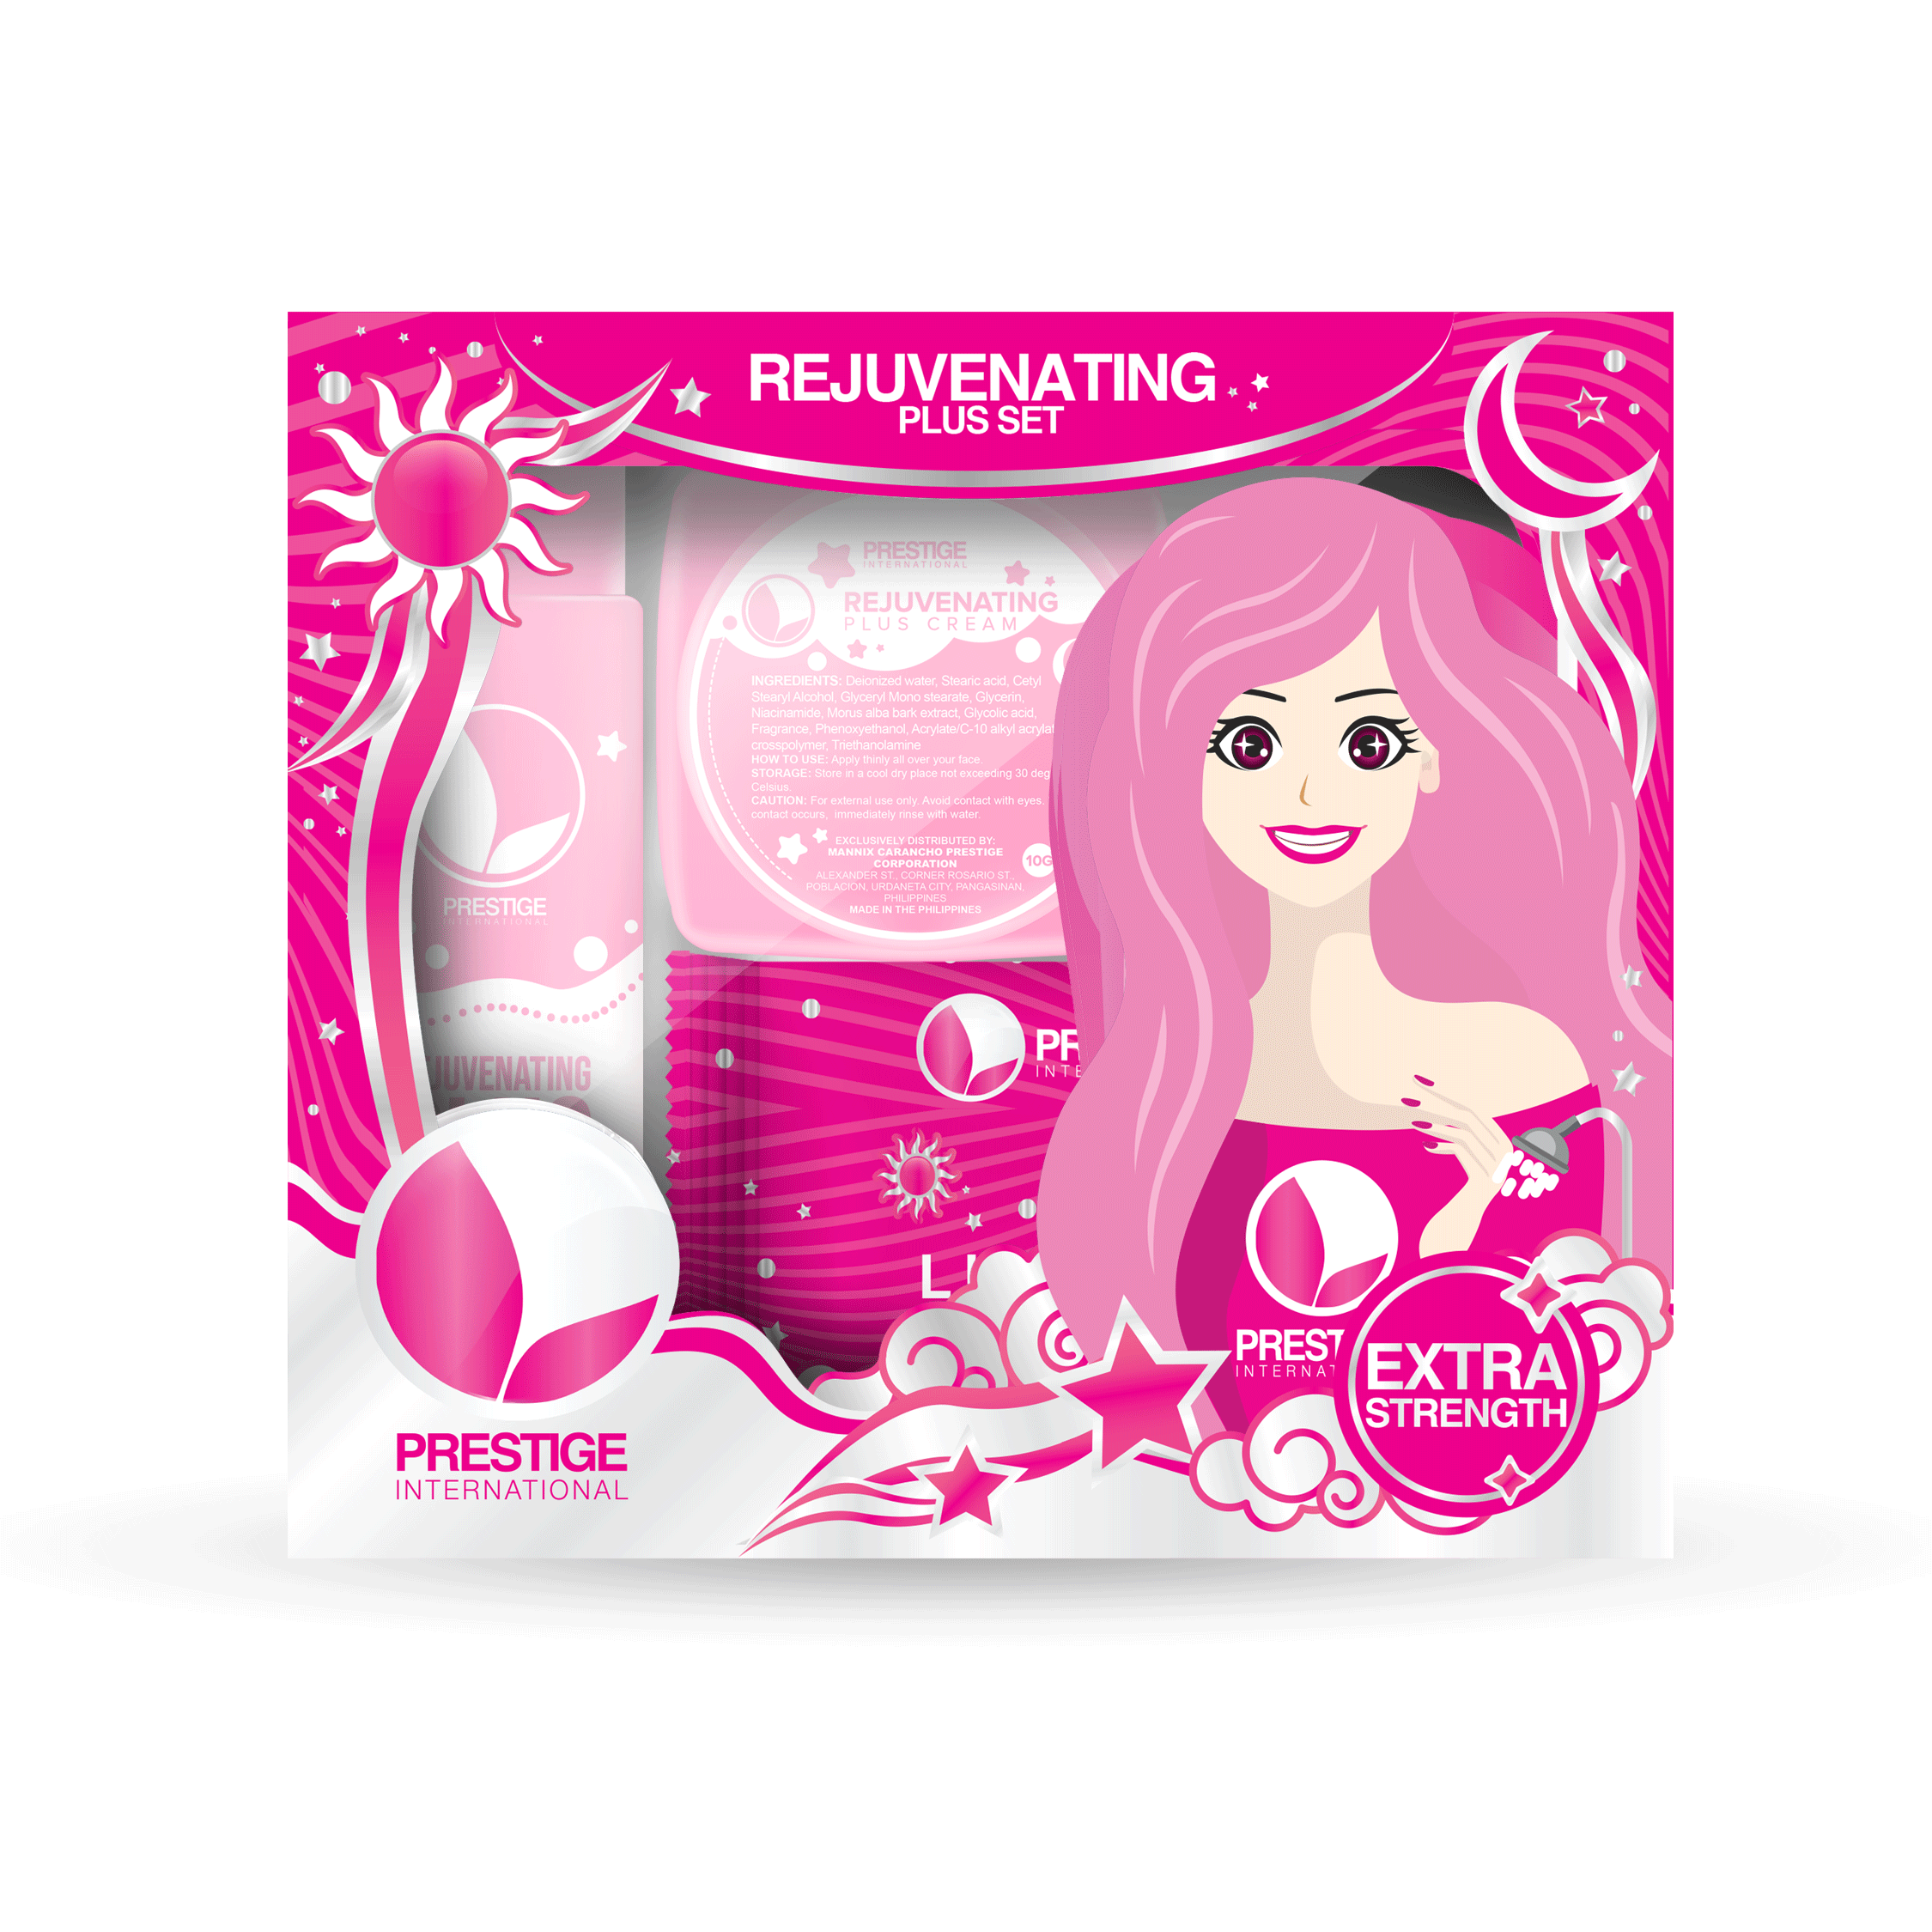 REJUVENATING
PLUS SET
PRESTIGE
INTERNATIONAL
REJUVENATING
PLUS CREAM
INGREDIENTS: Deionized water, Stearic acid, Cetyl
Stearyl Alcohol, Glyceryl Mono stearate, Glycerin,
Niacinamide, Morus alba bark extract, Glycolic acid,
Fragrance, Phenoxyethanol, Acrylate/C-10 alkyl acrylat
crosspolymer, Triethanolamine
HOW TO USE: Apply thinly all over your face.
STORAGE: Store in a cool dry place not exceeding 30 deg
Celsius.
CAUTION: For external use only. Avoid contact with eyes.
contact occurs, immediately rinse with water.
EXCLUSIVELY DISTRIBUTED BY:
MANNIX CARANCHO PRESTIGE
CORPORATION
10G
ALEXANDER ST., CORNER ROSARIO ST.,
POBLACION, URDANETA CITY, PANGASINAN,
PHILIPPINES
MADE IN THE PHILIPPINES
PRESTIGE
INTERNATIONAL
JUVENATING
PR
INTE
PREST
INTERNAT
EXTRA
STRENGTH
PRESTIGE
INTERNATIONAL